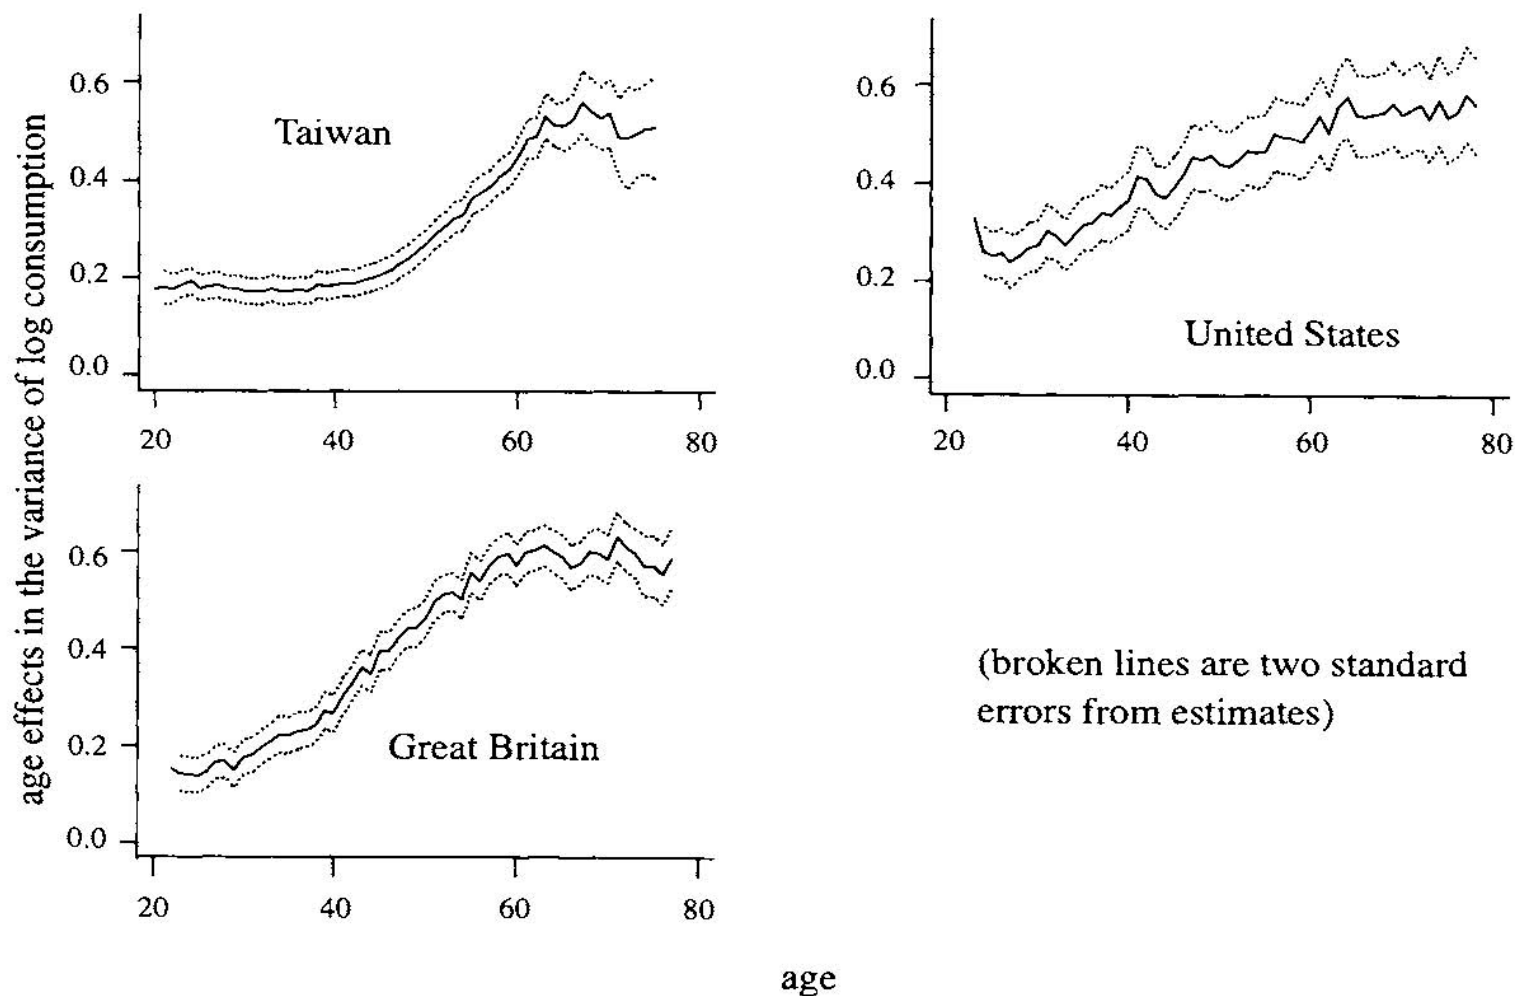 age effects in the variance of log consumption
0.6
0.4
0.2
0.0
Taiwan
20 40 60 80
0.6
0.4
0.2
0.0
United States
20 40 60 80
0.6
0.4
0.2
0.0
Great Britain
20 40 60 80
(broken lines are two standard
errors from estimates)
age